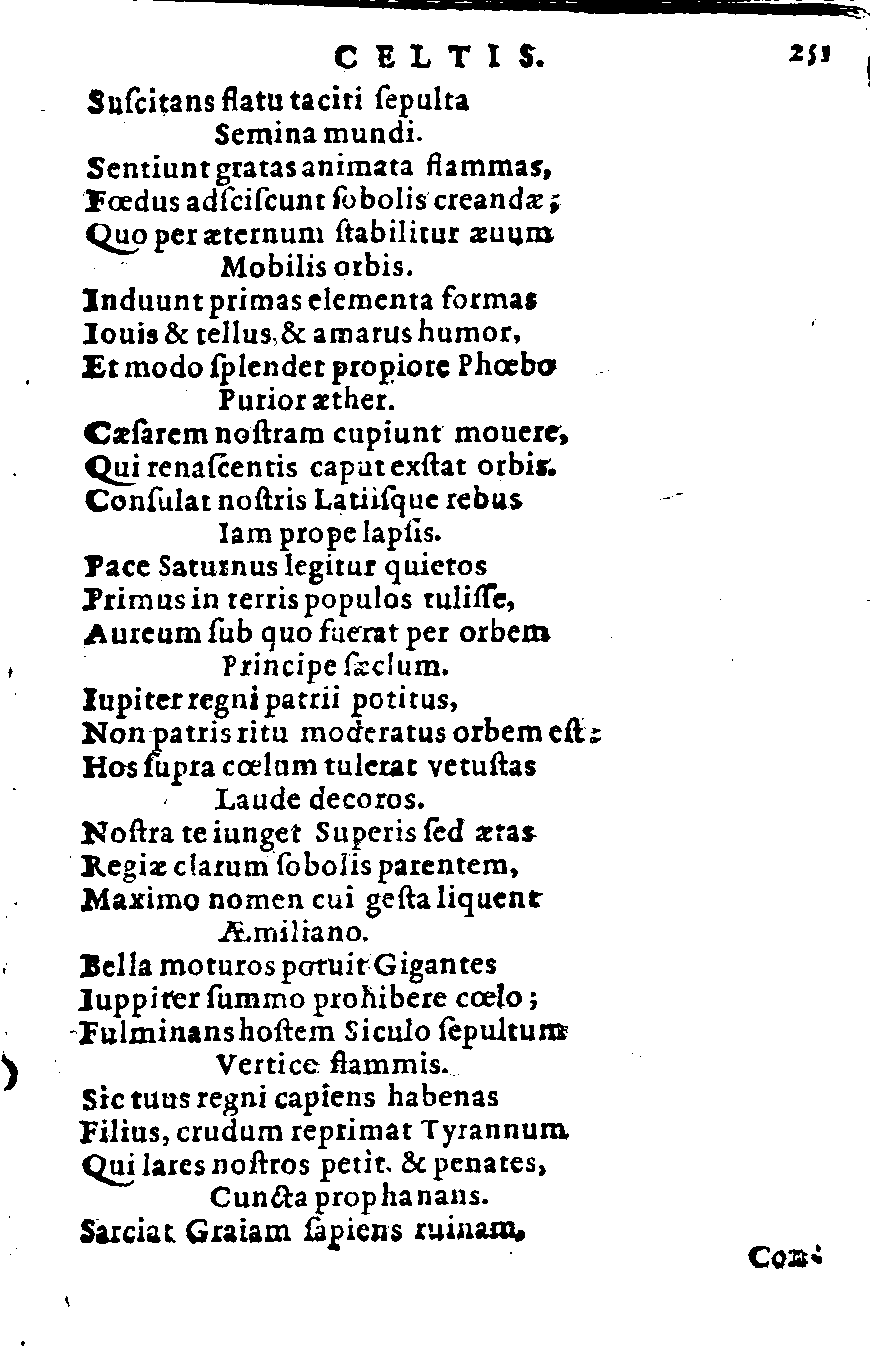 CELTIS. 251
Suſcitans flatu taciti ſepulta
Semina mundi.
Sentiunt gratas animata flammas,
Fœdus adſciſcunt ſobolis creandæ;
Quo per æternum ſtabilitur æuum
Mobilis orbis.
Induunt primas elementa formas
Iouis & tellus, & amarus humor,
Et modo ſplendet propiore Phœbo
Purior æther.
Cæſarem noſtram cupiunt mouere,
Qui renaſcentis caput exſtat orbis.
Conſulat noſtris Latiiſque rebus
Iam prope lapſis.
Pace Saturnus legitur quietos
Primus in terris populos tuliſſe,
Aureum ſub quo fuerat per orbem
Principe ſæclum.
Iupiter regni patrii potitus,
Non patris ritu moderatus orbem eſt:
Hos ſupra cœlum tulerat vetuſtas
Laude decoros.
Noſtra te iunget Superis ſed ætas
Regiæ clarum ſobolis parentem,
Maximo nomen cui geſta liquent
Æmiliano.
Bella moturos potuit Gigantes
Iuppiter ſummo prohibere cœlo;
Fulminans hoſtem Siculo ſepultum
Vertice flammis.
Sic tuus regni capiens habenas
Filius, crudum reprimat Tyrannum
Qui lares noſtros petit. & penates,
Cuncta prophanans.
Sarciat Graiam ſapiens ruinam,
Con-